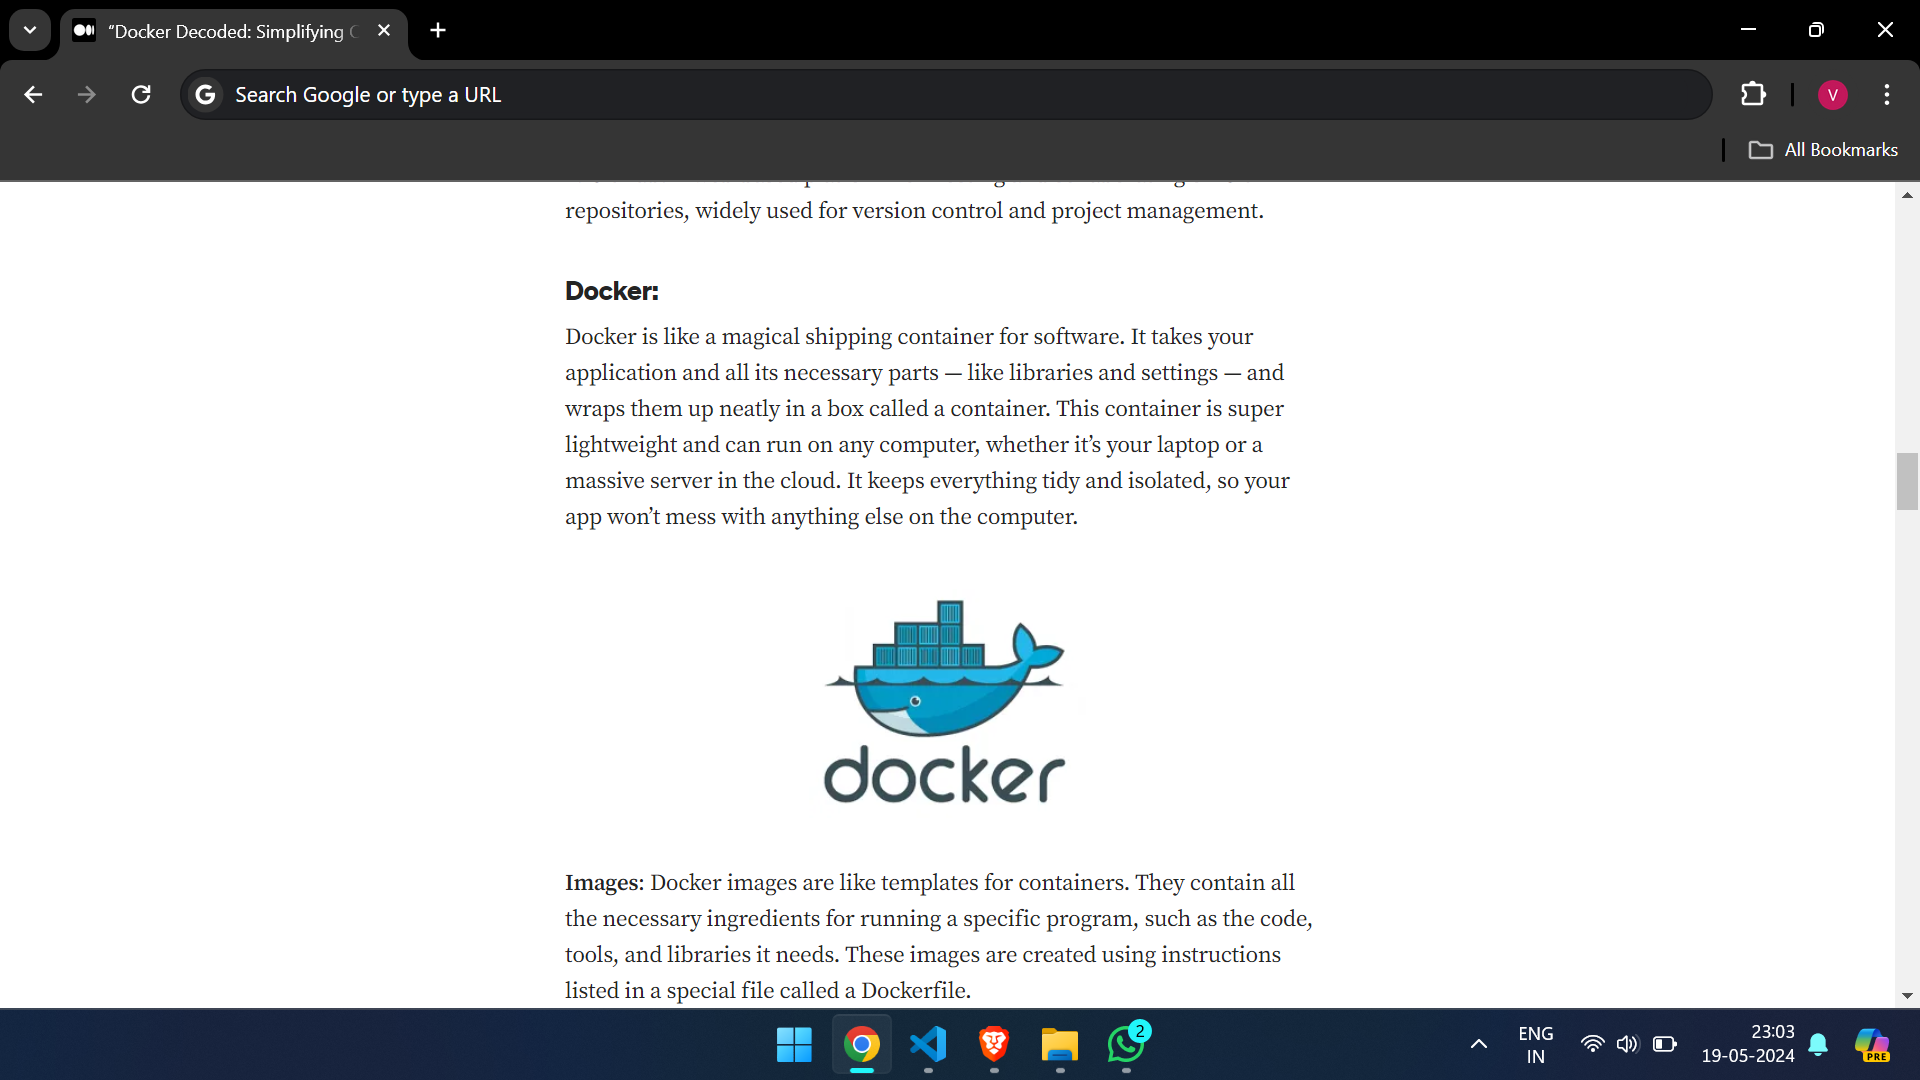 “Docker Decoded: Simplifying C
Search Google or type a URL
V
All Bookmarks
repositories, widely used for version control and project management.
Docker:
Docker is like a magical shipping container for software. It takes your
application and all its necessary parts — like libraries and settings — and
wraps them up neatly in a box called a container. This container is super
lightweight and can run on any computer, whether it’s your laptop or a
massive server in the cloud. It keeps everything tidy and isolated, so your
app won’t mess with anything else on the computer.
docker
Images: Docker images are like templates for containers. They contain all
the necessary ingredients for running a specific program, such as the code,
tools, and libraries it needs. These images are created using instructions
listed in a special file called a Dockerfile.
2
ENG
IN
23:03
19-05-2024
PRE